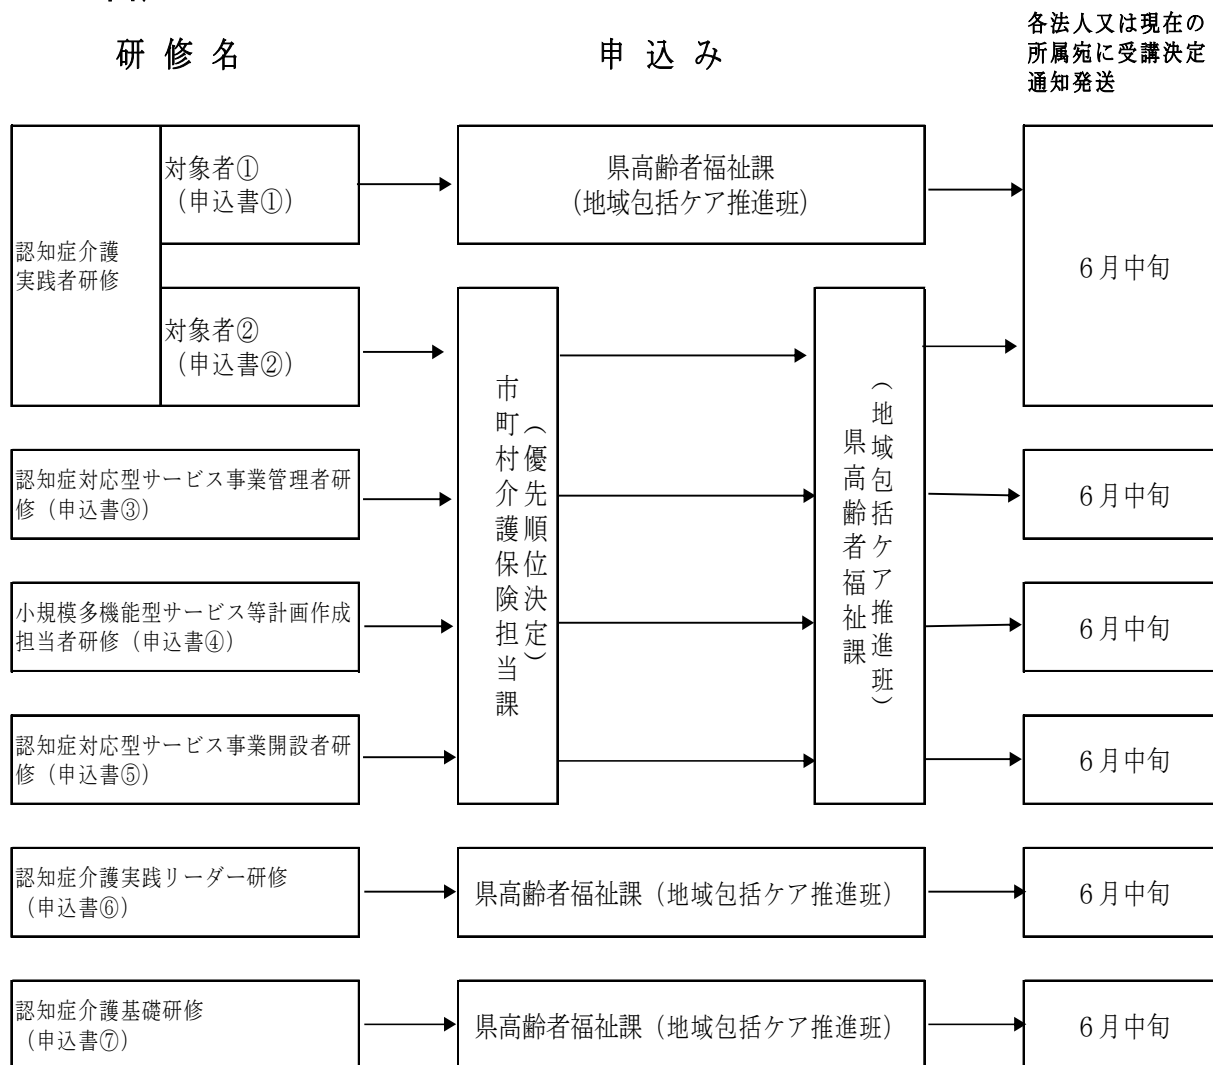 研修名
申込み
各法人又は現在の
所属宛に受講決定
通知発送
認知症介護
実践者研修
対象者①
（申込書①）
県高齢者福祉課
（地域包括ケア推進班）
6月中旬
対象者②
（申込書②）
市町村介護保険担当課
（優先順位決定）
県高齢者福祉課
（地域包括ケア推進班）
認知症対応型サービス事業管理者研
修（申込書③）
6月中旬
小規模多機能型サービス等計画作成
担当者研修（申込書④）
6月中旬
認知症対応型サービス事業開設者研
修（申込書⑤）
6月中旬
認知症介護実践リーダー研修
（申込書⑥）
県高齢者福祉課（地域包括ケア推進班）
6月中旬
認知症介護基礎研修
（申込書⑦）
県高齢者福祉課（地域包括ケア推進班）
6月中旬